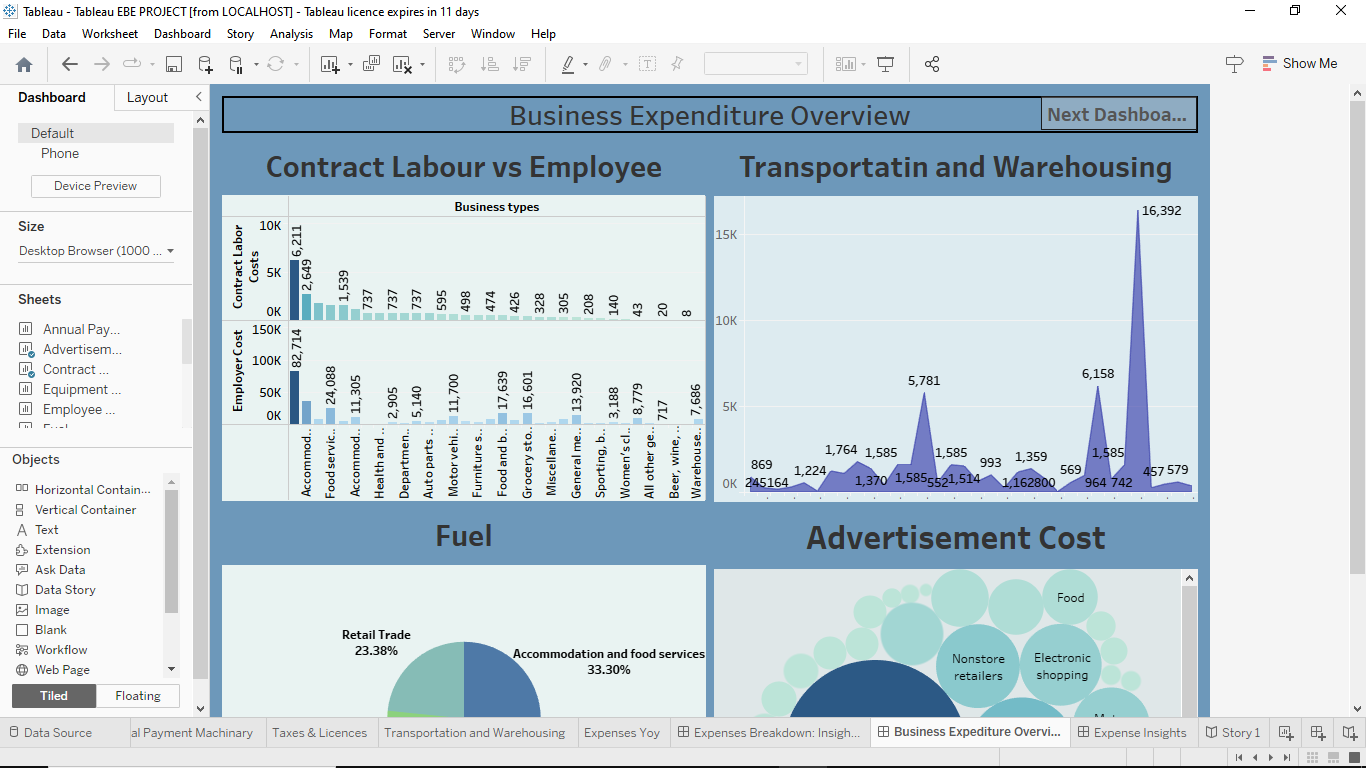 Tableau - Tableau EBE PROJECT [from LOCALHOST] - Tableau licence expires in 11 days
File Data Worksheet Dashboard Story Analysis Map Format Server Window Help
Show Me
Dashboard Layout
Default
Phone
Device Preview
Size
Desktop Browser (1000 ...
Sheets
Annual Pay...
Advertisem...
Contract ...
Equipment ...
Employee ...
Objects
Horizontal Contain...
Vertical Container
Text
Extension
Ask Data
Data Story
Image
Blank
Workflow
Web Page
Tiled Floating
Business Expenditure Overview
Next Dashboa...
Contract Labour vs Employee
Business types
Contract Labor
Costs
10K
5K
0K
6,211
2,649
1,539
737
737
737
595
498
474
426
328
305
208
140
43
20
8
Employer Cost
150K
100K
50K
0K
82,714
24,088
11,305
2,905
5,140
11,700
17,639
16,601
13,920
3,188
8,779
717
7,686
Accommod..
Food servic..
Accommod..
Health and ..
Departmen..
Auto parts ..
Motor vehi..
Furniture s..
Food and b..
Grocery sto..
Miscellane..
General me..
Sporting, b..
Women's cl..
All other ge..
Beer, wine,..
Warehouse..
Transportatin and Warehousing
15K
10K
5K
0K
16,392
6,158
5,781
1,764
1,585
1,585
1,585
869
1,224
993
1,359
569
457
579
245
164
1,370
1,585
552
1,514
1,162
800
964
742
Fuel
Retail Trade
23.38%
Accommodation and food services
33.30%
Advertisement Cost
Food
Nonstore
retailers
Electronic
shopping
Data Source
al Payment Machinary
Taxes & Licences
Transportation and Warehousing
Expenses Yoy
Expenses Breakdown: Insigh...
Business Expediture Overvi...
Expense Insights
Story 1